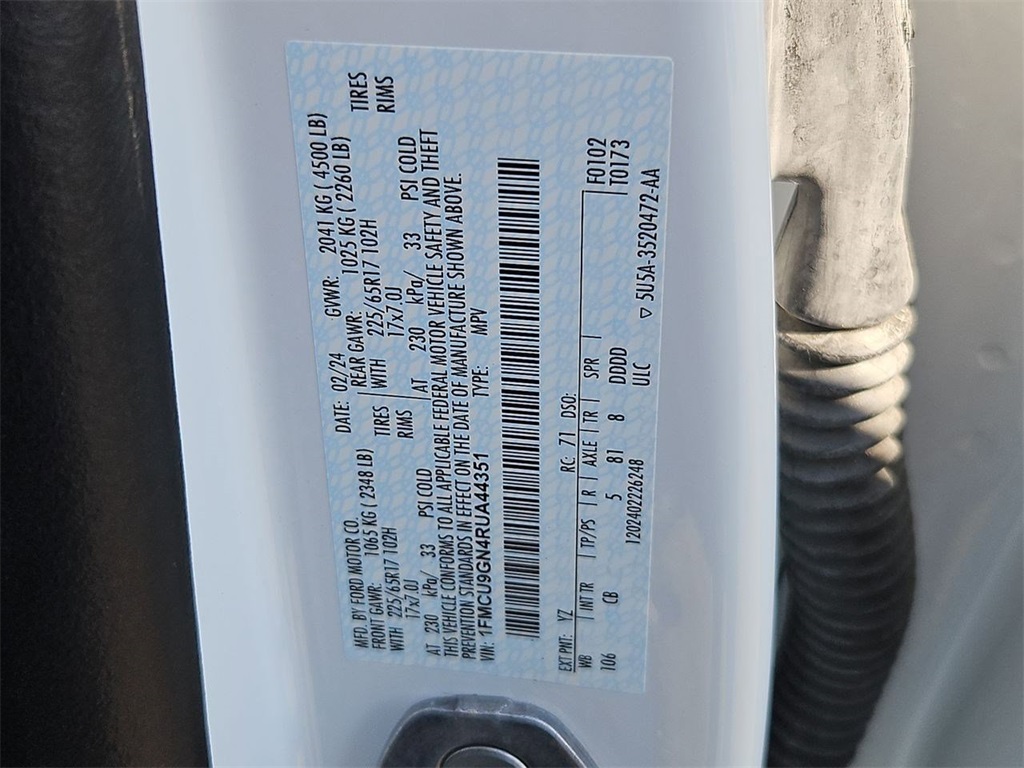 MFD. BY FORD MOTOR CO. DATE: 02/24 GVWR: 2041 KG ( 4500 LB)
FRONT GAWR: 1065 KG ( 2348 LB) REAR GAWR: 1025 KG ( 2260 LB)
WITH 225/65R17 102H TIRES WITH 225/65R17 102H TIRES
17x7.0J RIMS 17x7.0J RIMS
AT 230 kPa/ 33 PSI COLD AT 230 kPa/ 33 PSI COLD
THIS VEHICLE CONFORMS TO ALL APPLICABLE FEDERAL MOTOR VEHICLE SAFETY AND THEFT
PREVENTION STANDARDS IN EFFECT ON THE DATE OF MANUFACTURE SHOWN ABOVE.
VIN: 1FMCU9GN4RUA44351 TYPE: MPV
EXT PNT: YZ RC: 71 DSO:
WB INT TR TP/PS R AXLE TR SPR F0102
106 CB 5 81 8 DDDD T0173
1202402226248 ULC
▽ 5U5A-3520472-AA